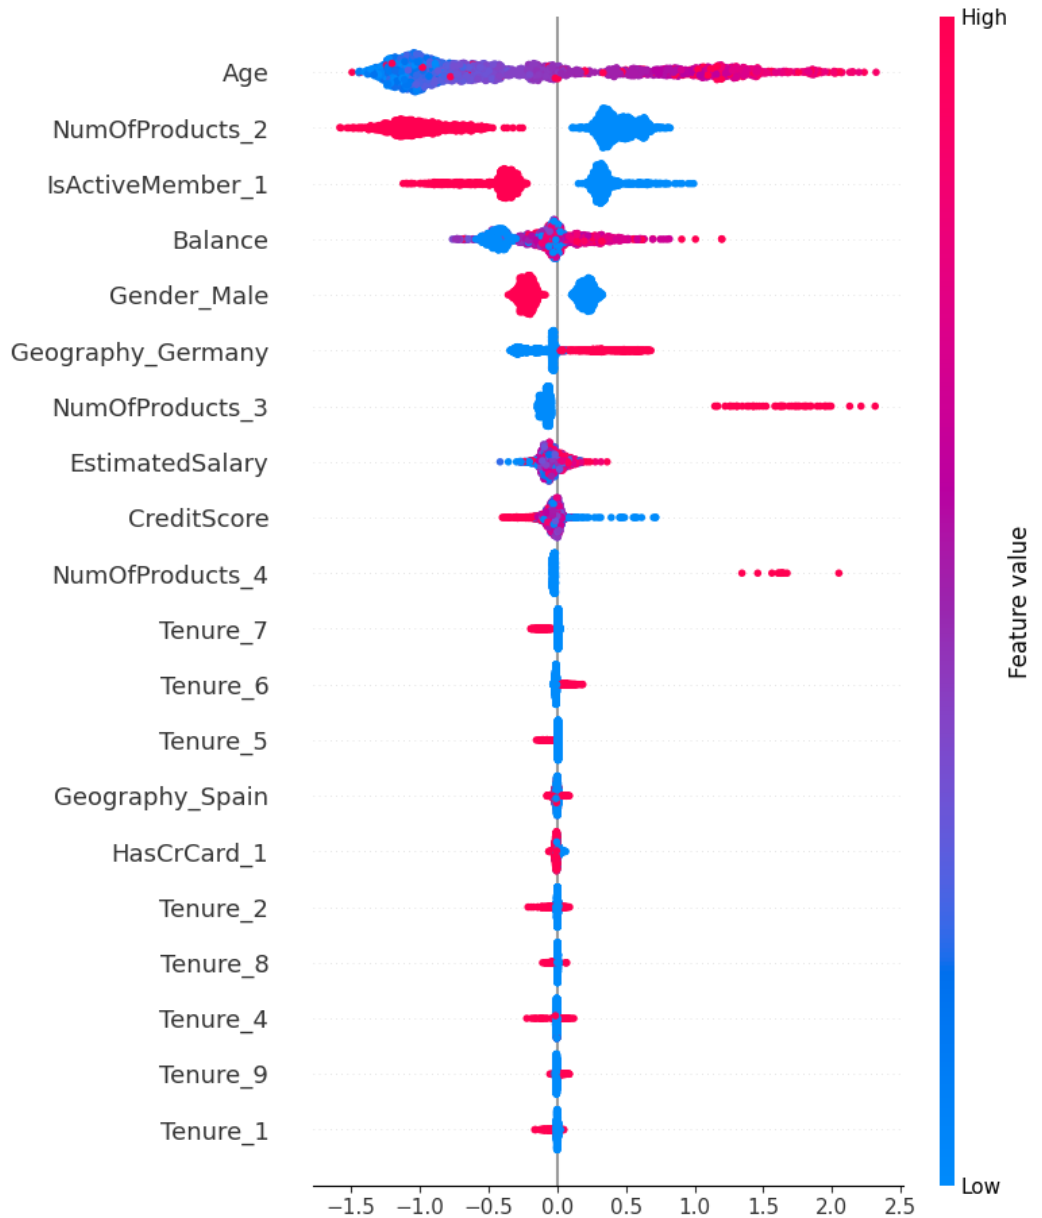 High
Age
NumOfProducts_2
IsActiveMember_1
Balance
Gender_Male
Geography_Germany
NumOfProducts_3
EstimatedSalary
CreditScore
NumOfProducts_4
Tenure_7
Tenure_6
Tenure_5
Geography_Spain
HasCrCard_1
Tenure_2
Tenure_8
Tenure_4
Tenure_9
Tenure_1
Feature value
Low
−1.5 −1.0 −0.5 0.0 0.5 1.0 1.5 2.0 2.5